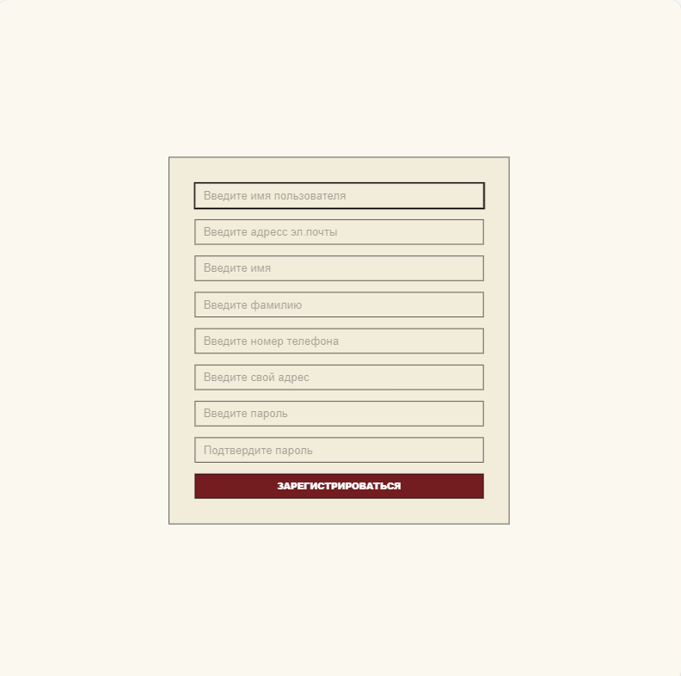 Введите имя пользователя
Введите адресс эл.почты
Введите имя
Введите фамилию
Введите номер телефона
Введите свой адрес
Введите пароль
Подтвердите пароль
ЗАРЕГИСТРИРОВАТЬСЯ